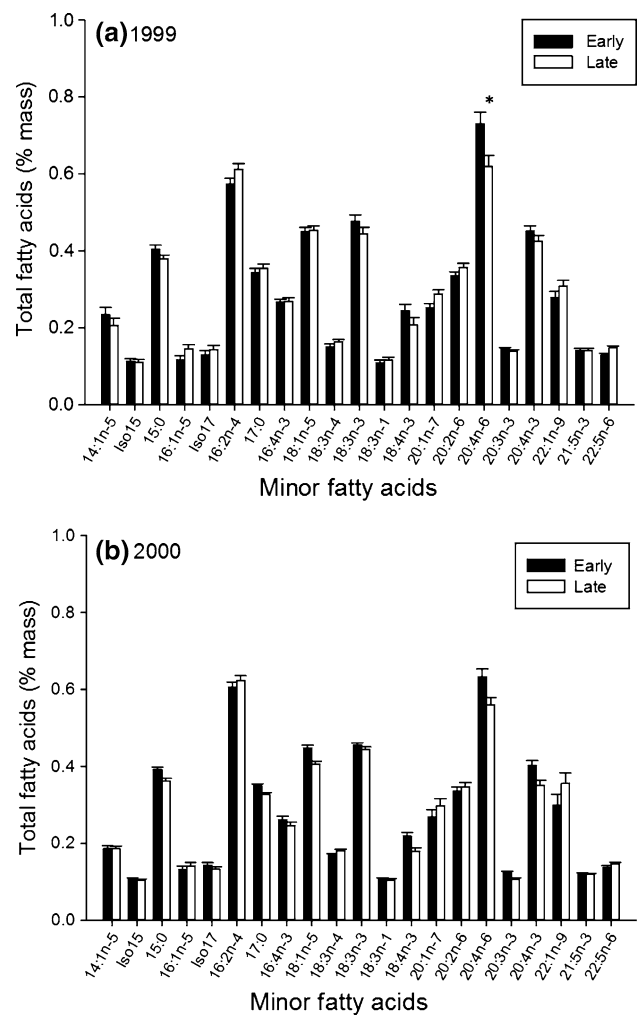 (a) 1999
Early
Late
Total fatty acids (% mass)
1.0
0.8
0.6
0.4
0.2
0.0
*
14:1n-5
Iso15
15:0
16:1n-5
Iso17
16:2n-4
17:0
16:4n-3
18:1n-5
18:3n-4
18:3n-3
18:3n-1
18:4n-3
20:1n-7
20:2n-6
20:4n-6
20:3n-3
20:4n-3
22:1n-9
21:5n-3
22:5n-6
Minor fatty acids
(b) 2000
Early
Late
Total fatty acids (% mass)
1.0
0.8
0.6
0.4
0.2
0.0
14:1n-5
Iso15
15:0
16:1n-5
Iso17
16:2n-4
17:0
16:4n-3
18:1n-5
18:3n-4
18:3n-3
18:3n-1
18:4n-3
20:1n-7
20:2n-6
20:4n-6
20:3n-3
20:4n-3
22:1n-9
21:5n-3
22:5n-6
Minor fatty acids